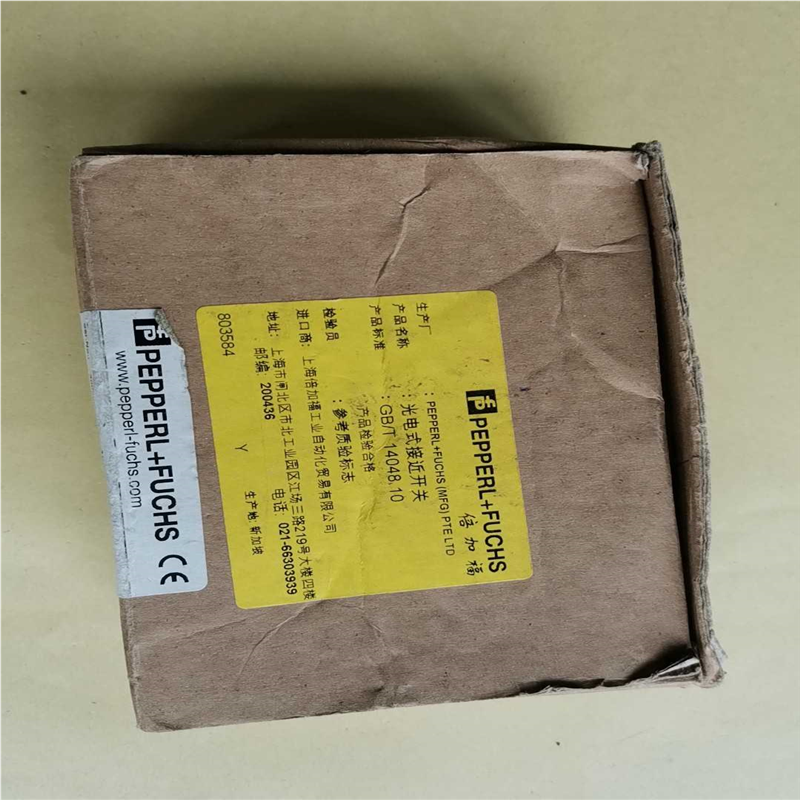 PEPPERL+FUCHS
倍加福
生产厂 : PEPPERL+FUCHS (MFG) PTE LTD
产品名称 : 光电式接近开关
产品标准 : GB/T 14048.10
产品检验合格
检验员 : 参考质验标志
进口商: 上海倍加福工业自动化贸易有限公司
地址: 上海市闸北区市北工业园区江场三路219号大楼四楼
邮编: 200436 电话: 021-66303939
生产地:新加坡
803584 Y
PEPPERL+FUCHS CE
www.pepperl-fuchs.com